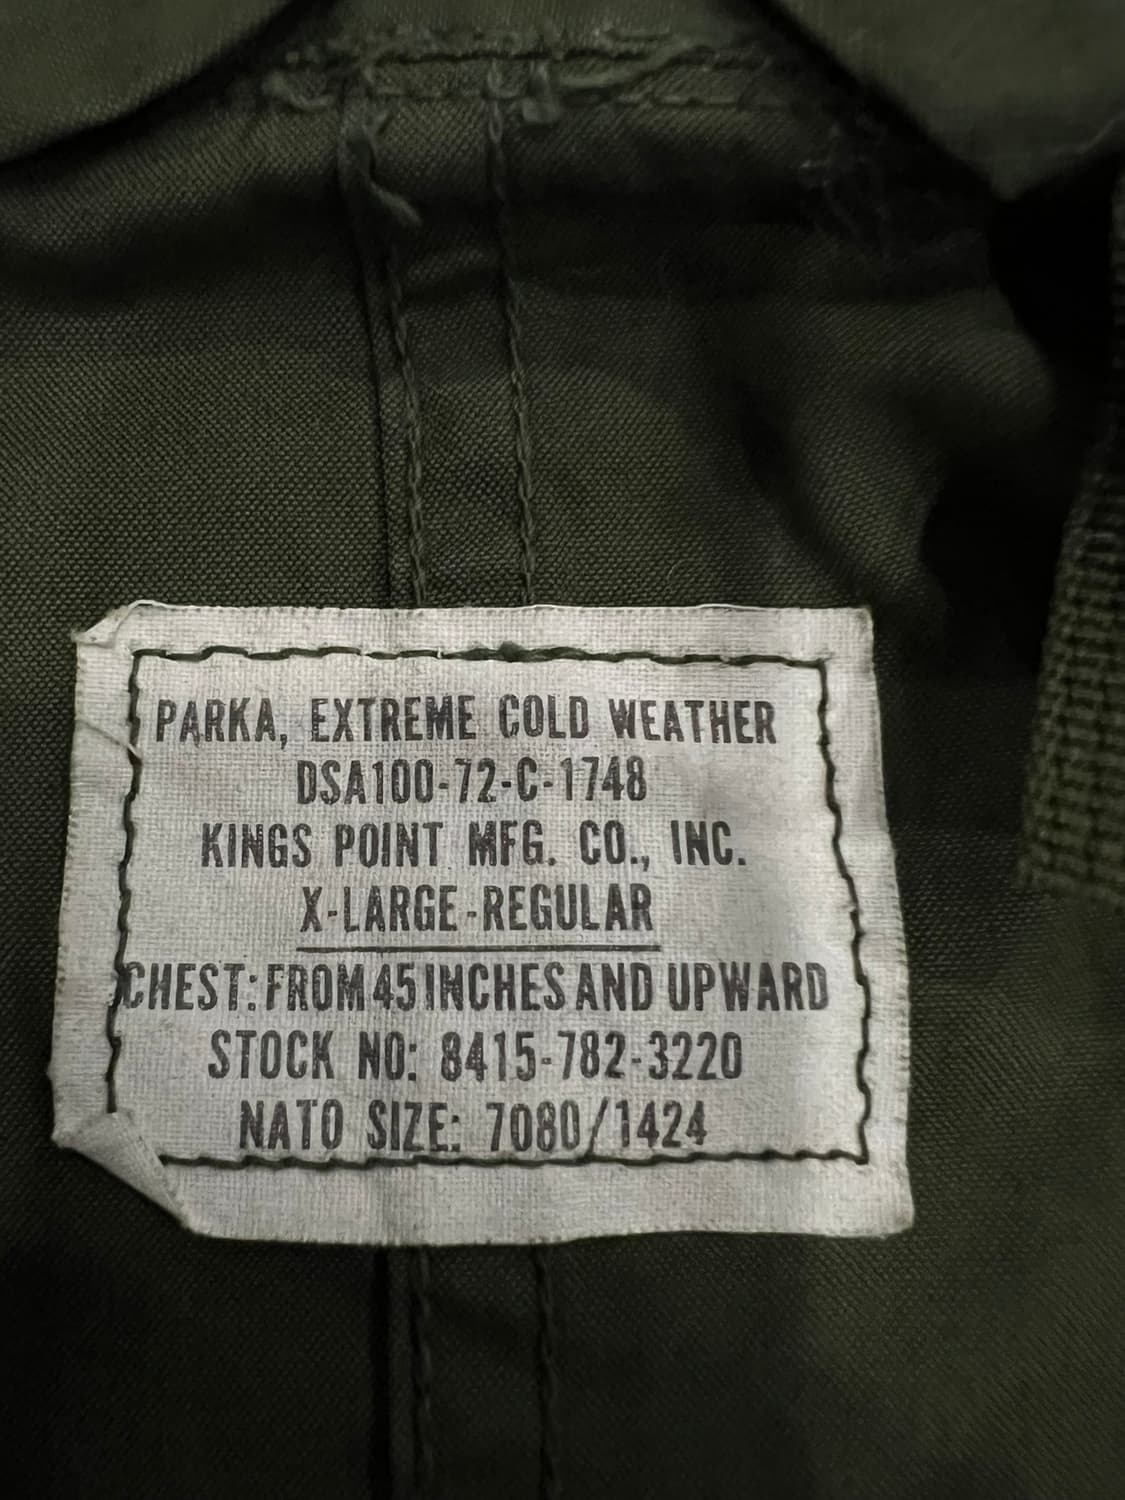 PARKA, EXTREME COLD WEATHER
DSA100-72-C-1748
KINGS POINT MFG. CO., INC.
X-LARGE-REGULAR
CHEST: FROM 45 INCHES AND UPWARD
STOCK NO: 8415-782-3220
NATO SIZE: 7080/1424